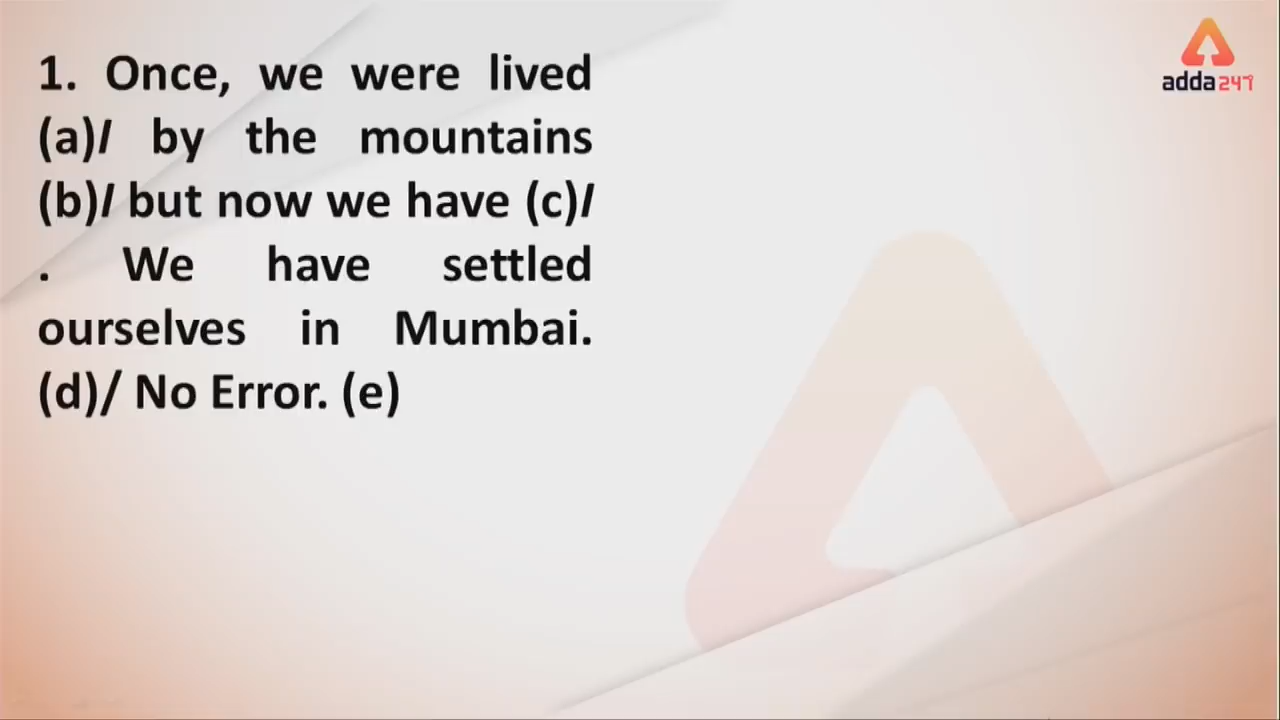 1. Once, we were lived
(a)/ by the mountains
(b)/ but now we have (c)/
. We have settled
ourselves in Mumbai.
(d)/ No Error. (e)
adda247